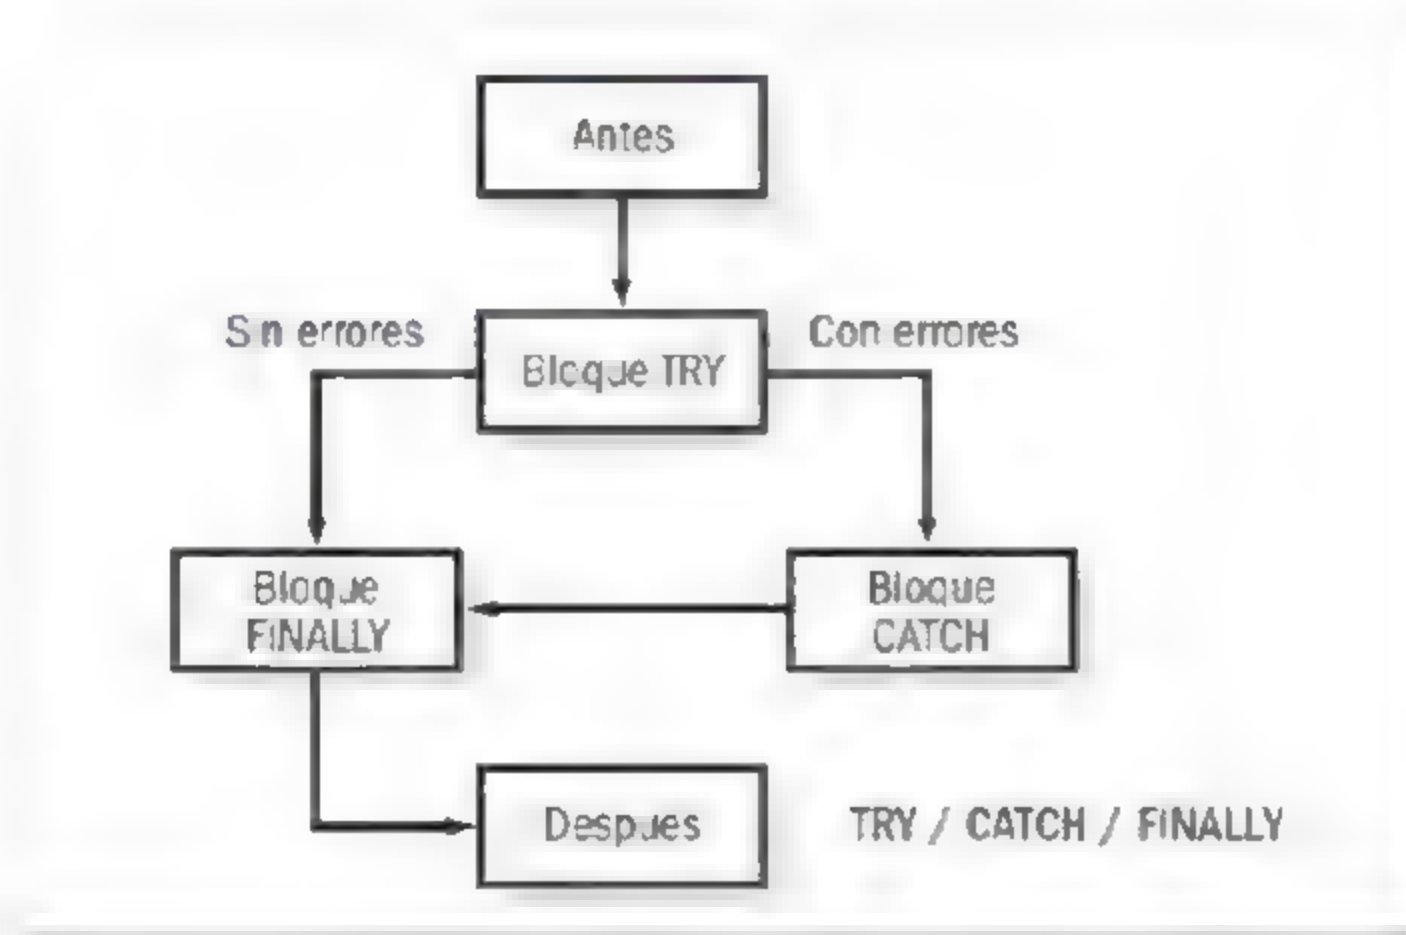 Antes
Sin errores
Con errores
Bloque TRY
Bloque
FINALLY
Bloque
CATCH
Despues
TRY / CATCH / FINALLY